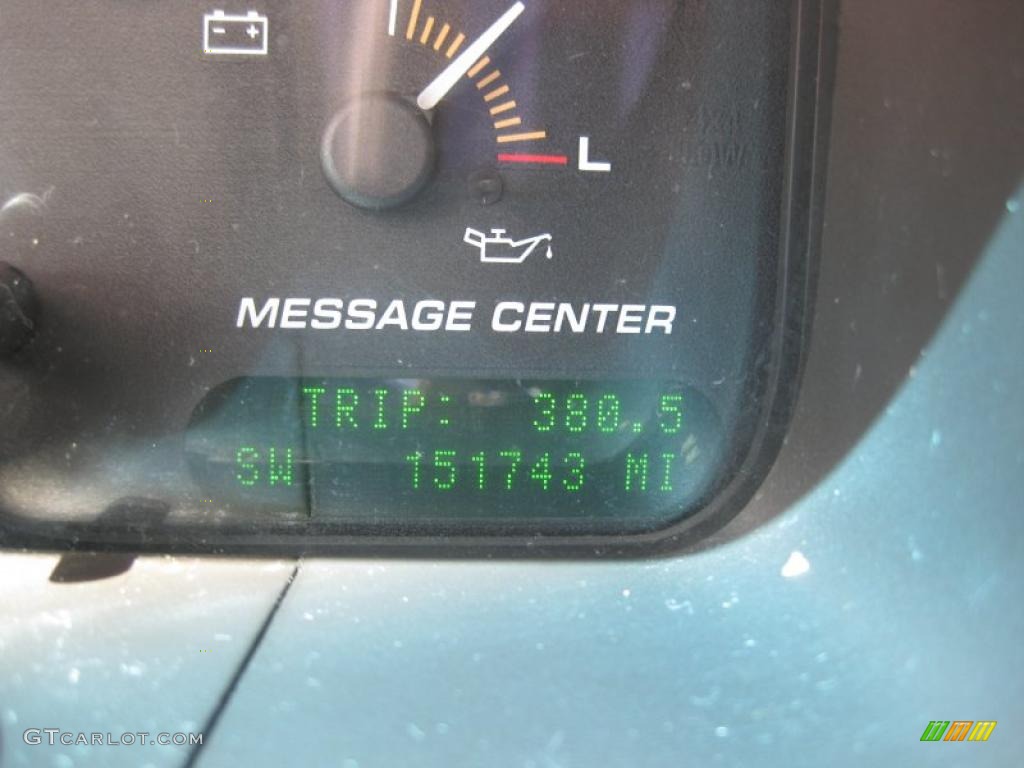 L
MESSAGE CENTER
TRIP: 380.5
SW 151743 MI
GTCARLOT.COM